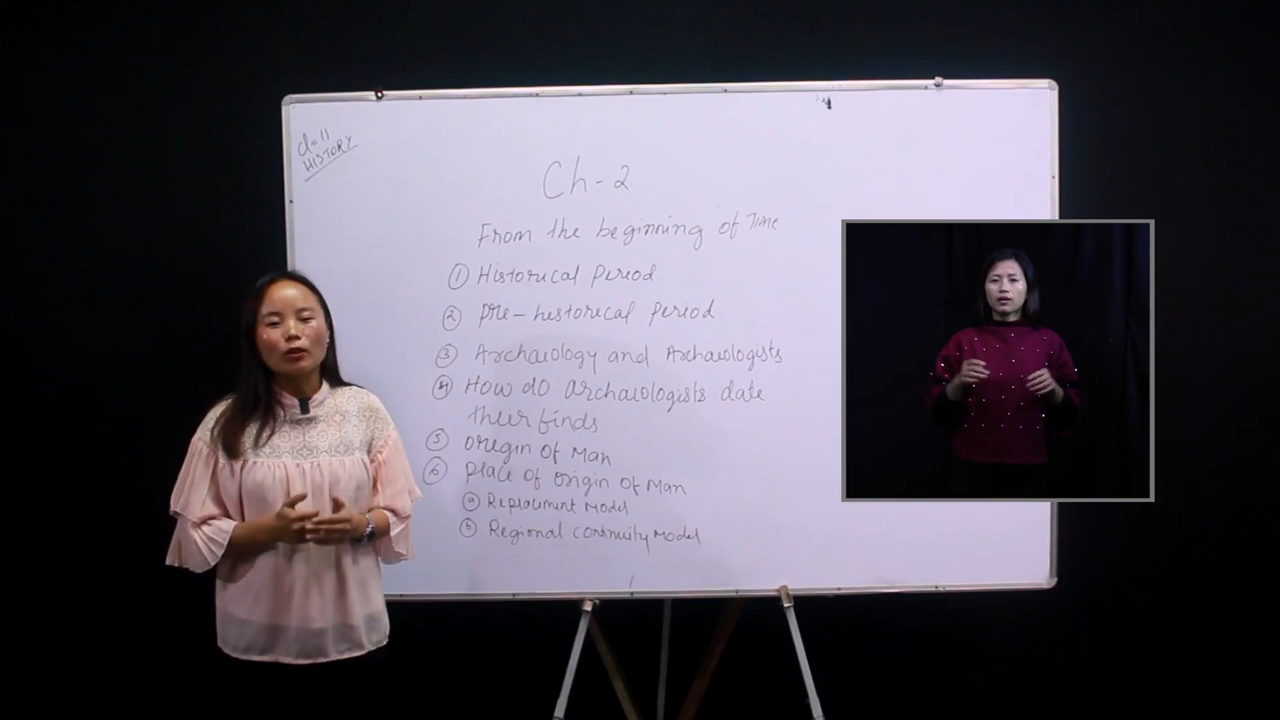 cl-11
HISTORY
Ch-2
From the beginning of Time
① Historical Period
② Pre-historical Period
③ Archaeology and Archaeologists
④ How do archaeologists date
their finds
⑤ origin of Man
⑥ place of origin of Man
ⓐ Replacement Model
ⓑ Regional continuity Model